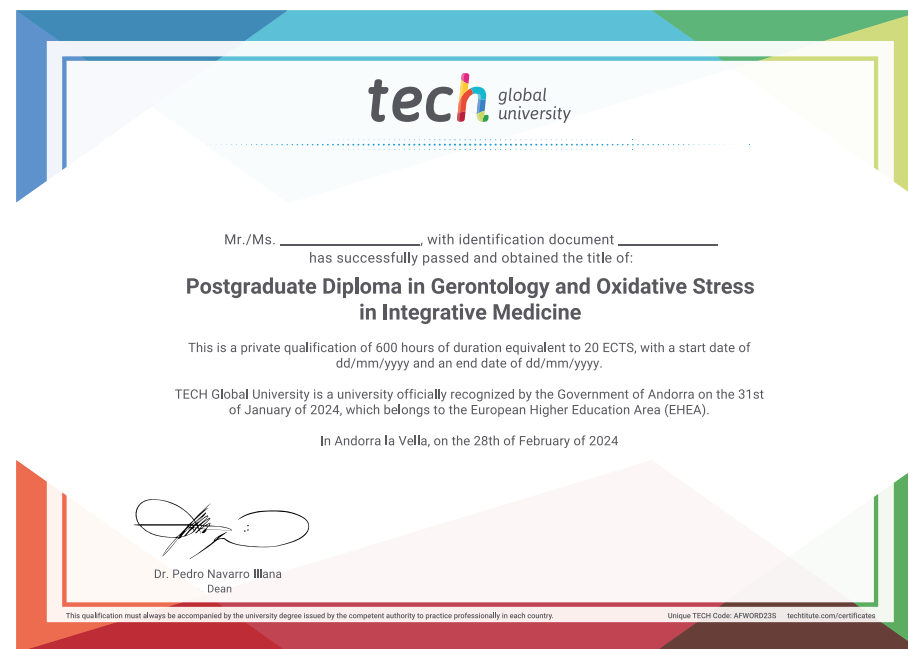 tech global university
Mr./Ms. ____________________, with identification document ______________
has successfully passed and obtained the title of:
Postgraduate Diploma in Gerontology and Oxidative Stress
in Integrative Medicine
This is a private qualification of 600 hours of duration equivalent to 20 ECTS, with a start date of
dd/mm/yyyy and an end date of dd/mm/yyyy.
TECH Global University is a university officially recognized by the Government of Andorra on the 31st
of January of 2024, which belongs to the European Higher Education Area (EHEA).
In Andorra la Vella, on the 28th of February of 2024
Dr. Pedro Navarro Illana
Dean
This qualification must always be accompanied by the university degree issued by the competent authority to practice professionally in each country.
Unique TECH Code: AFWORD23S techtitute.com/certificates